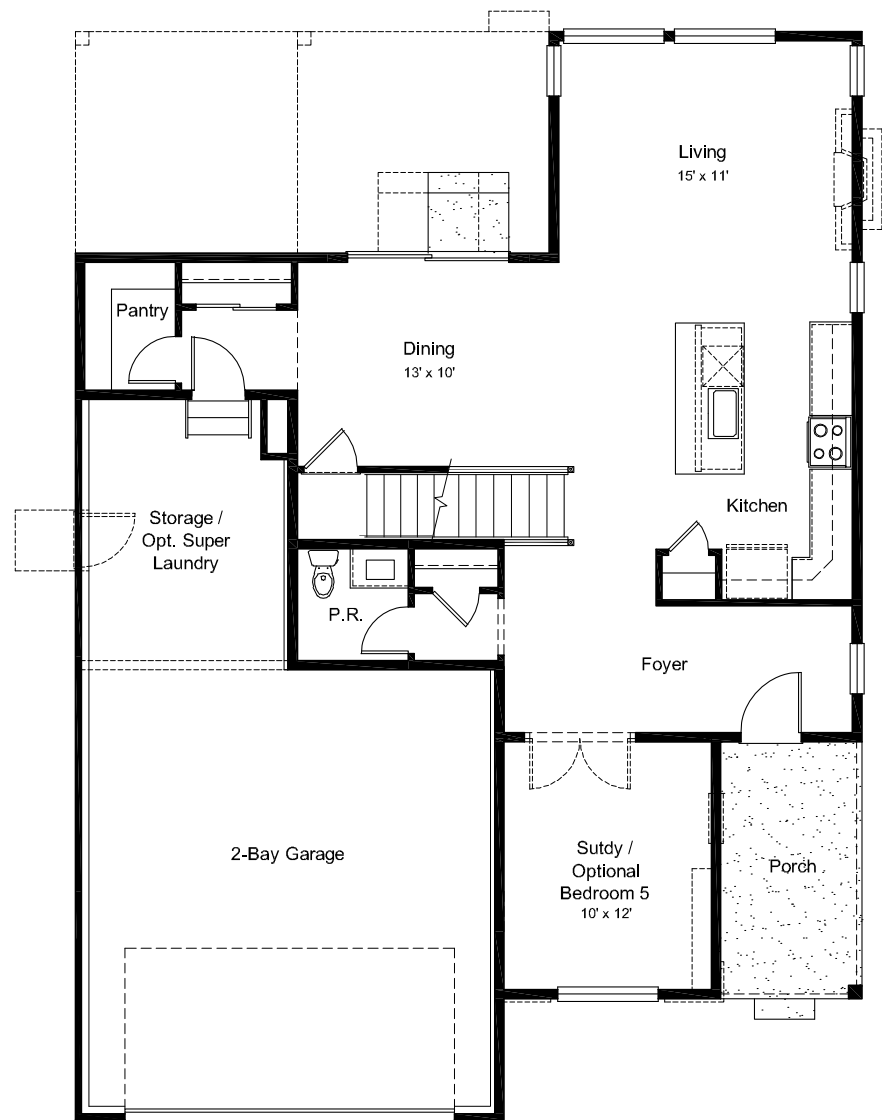 Living
15' x 11'
Pantry
Dining
13' x 10'
Kitchen
Storage /
Opt. Super
Laundry
P.R.
Foyer
2-Bay Garage
Sutdy /
Optional
Bedroom 5
10' x 12'
Porch